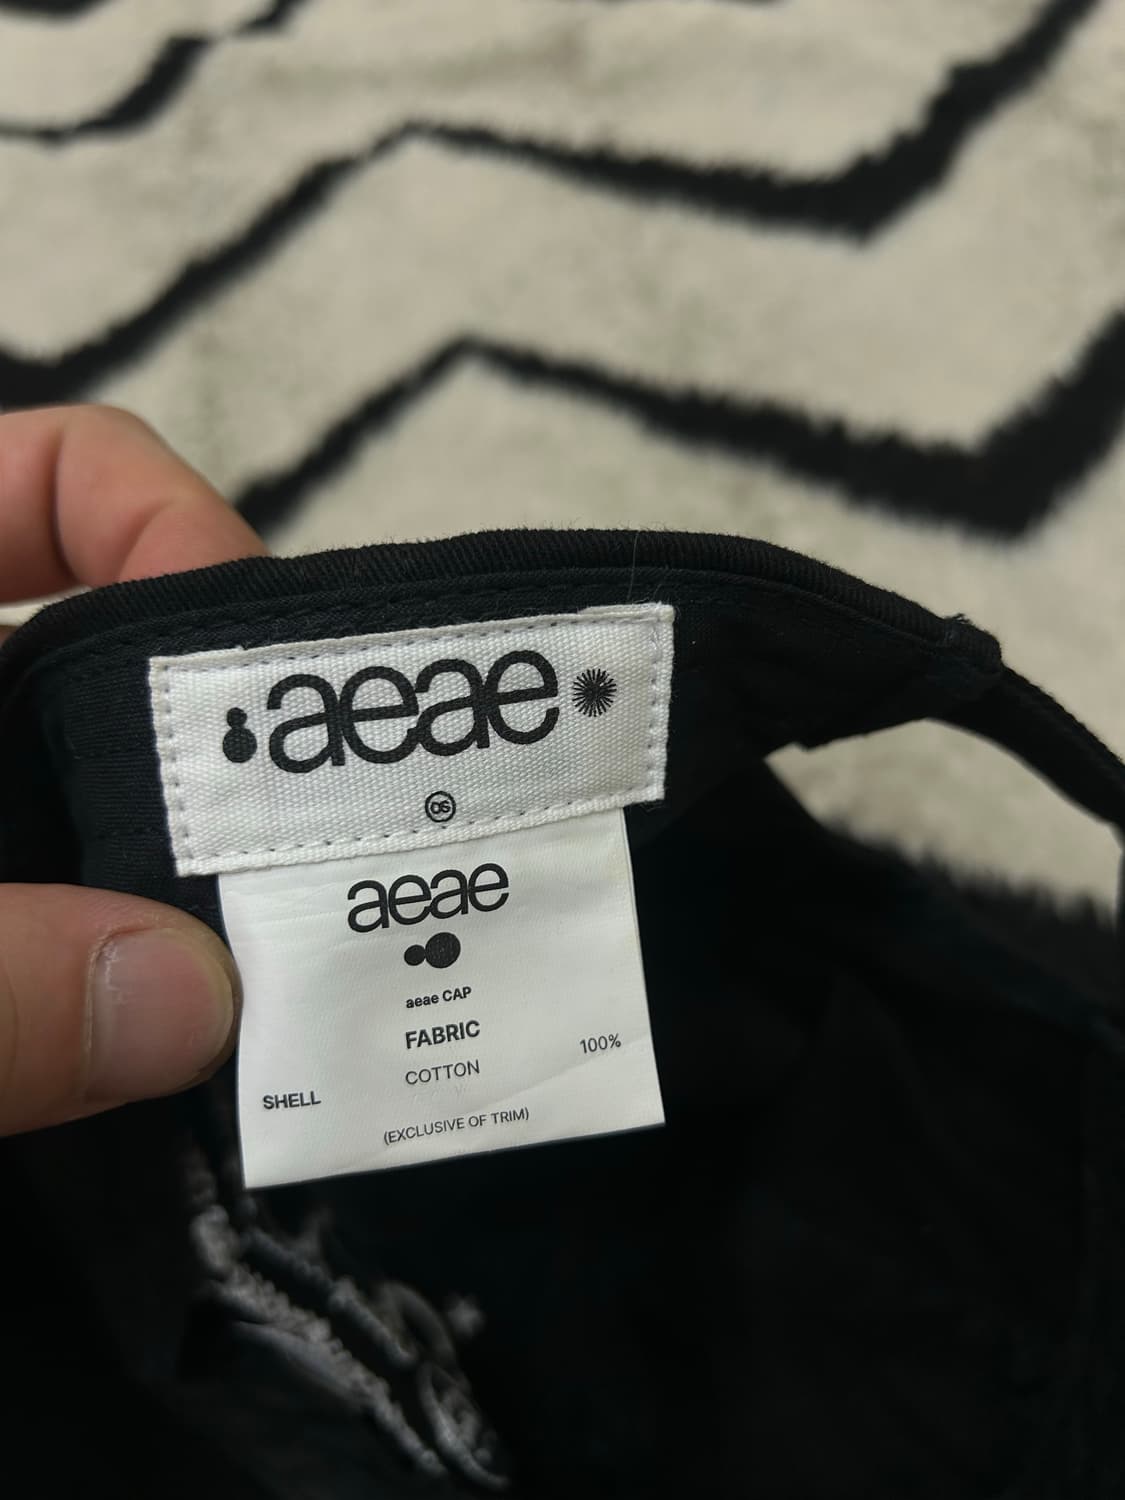 aeae
OS
aeae
aeae CAP
FABRIC
SHELL COTTON 100%
(EXCLUSIVE OF TRIM)